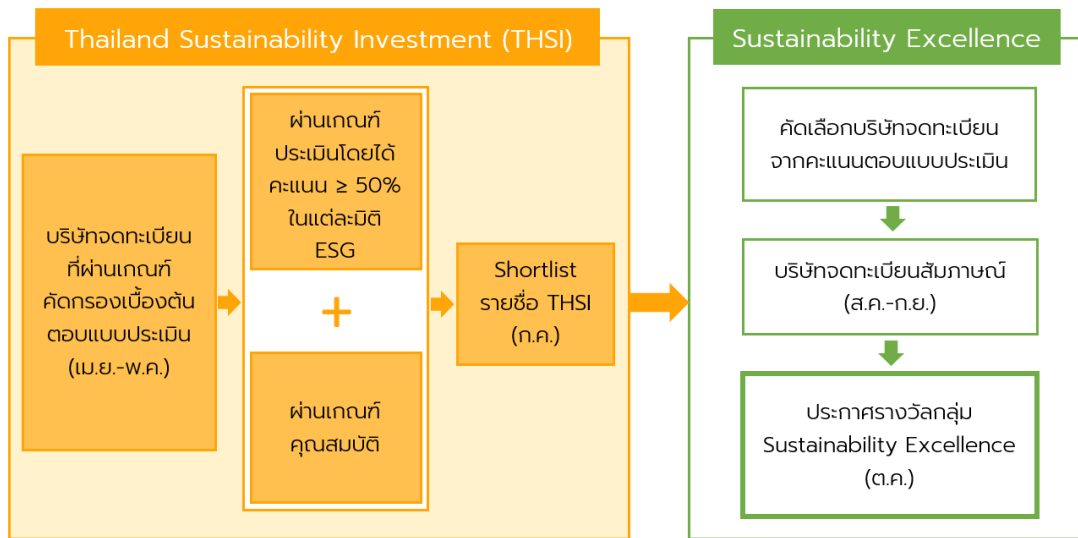 Thailand Sustainability Investment (THSI)
บริษัทจดทะเบียน
ที่ผ่านเกณฑ์
คัดกรองเบื้องต้น
ตอบแบบประเมิน
(เม.ย.-พ.ค.)
ผ่านเกณฑ์
ประเมินโดยได้
คะแนน ≥ 50%
ในแต่ละมิติ
ESG
+
ผ่านเกณฑ์
คุณสมบัติ
Shortlist
รายชื่อ THSI
(ก.ค.)
Sustainability Excellence
คัดเลือกบริษัทจดทะเบียน
จากคะแนนตอบแบบประเมิน
บริษัทจดทะเบียนสัมภาษณ์
(ส.ค.-ก.ย.)
ประกาศรางวัลกลุ่ม
Sustainability Excellence
(ต.ค.)